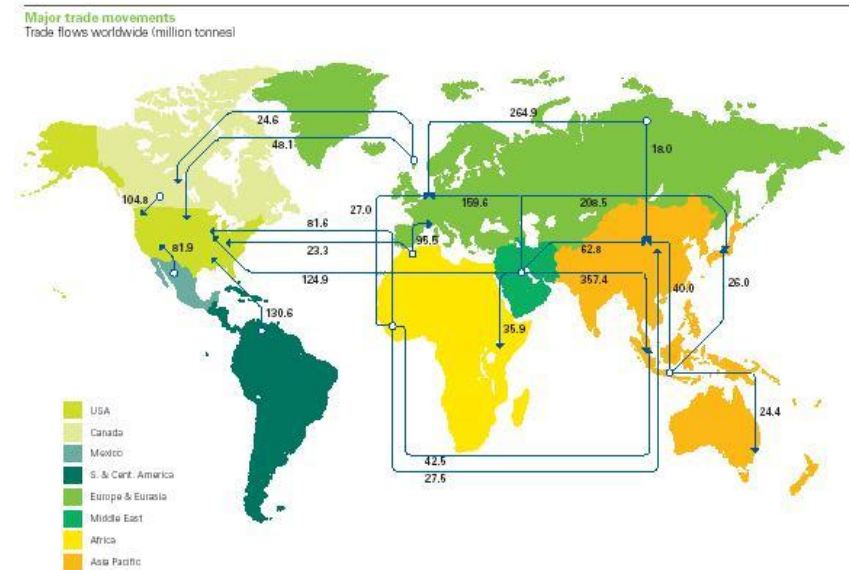 Major trade movements
Trade flows worldwide (million tonnes)
24.6
264.9
48.1
18.0
104.8
27.0
159.6
208.5
81.6
81.9
23.3
95.5
62.8
124.9
357.4
40.0
26.0
130.6
35.9
24.4
42.5
27.5
USA
Canada
Mexico
S. & Cent. America
Europe & Eurasia
Middle East
Africa
Asia Pacific